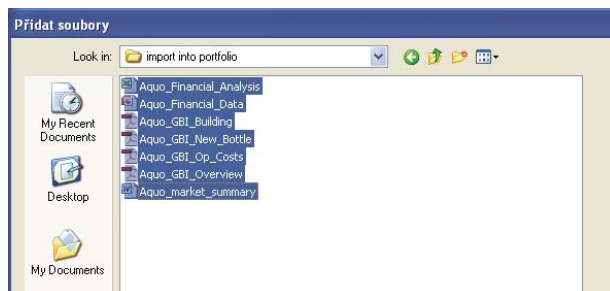 Přidat soubory
Look in:
import into portfolio
My Recent
Documents
Desktop
My Documents
Aquo_Financial_Analysis
Aquo_Financial_Data
Aquo_GBI_Building
Aquo_GBI_New_Bottle
Aquo_GBI_Op_Costs
Aquo_GBI_Overview
Aquo_market_summary